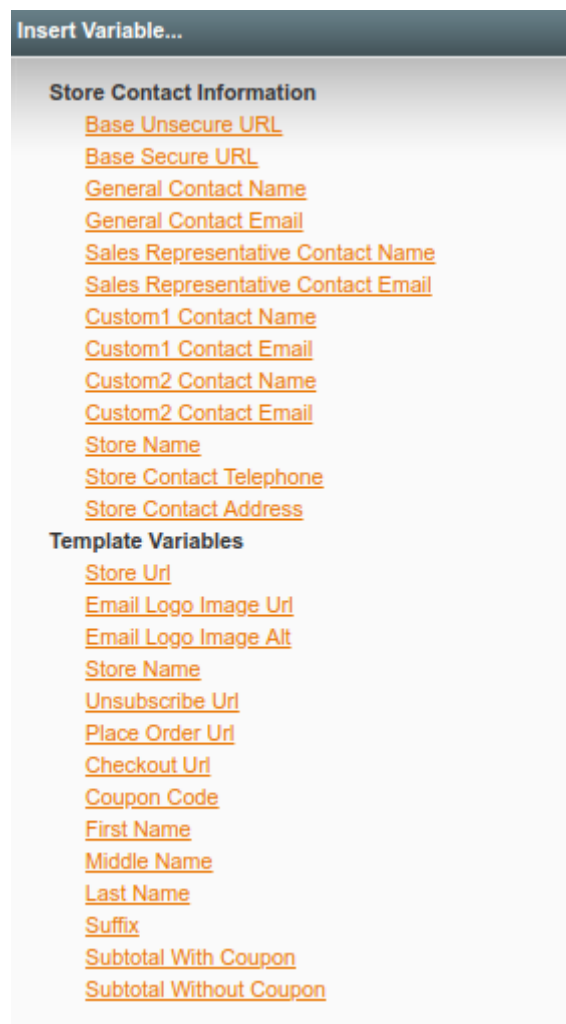 Insert Variable...
Store Contact Information
Base Unsecure URL
Base Secure URL
General Contact Name
General Contact Email
Sales Representative Contact Name
Sales Representative Contact Email
Custom1 Contact Name
Custom1 Contact Email
Custom2 Contact Name
Custom2 Contact Email
Store Name
Store Contact Telephone
Store Contact Address
Template Variables
Store Url
Email Logo Image Url
Email Logo Image Alt
Store Name
Unsubscribe Url
Place Order Url
Checkout Url
Coupon Code
First Name
Middle Name
Last Name
Suffix
Subtotal With Coupon
Subtotal Without Coupon